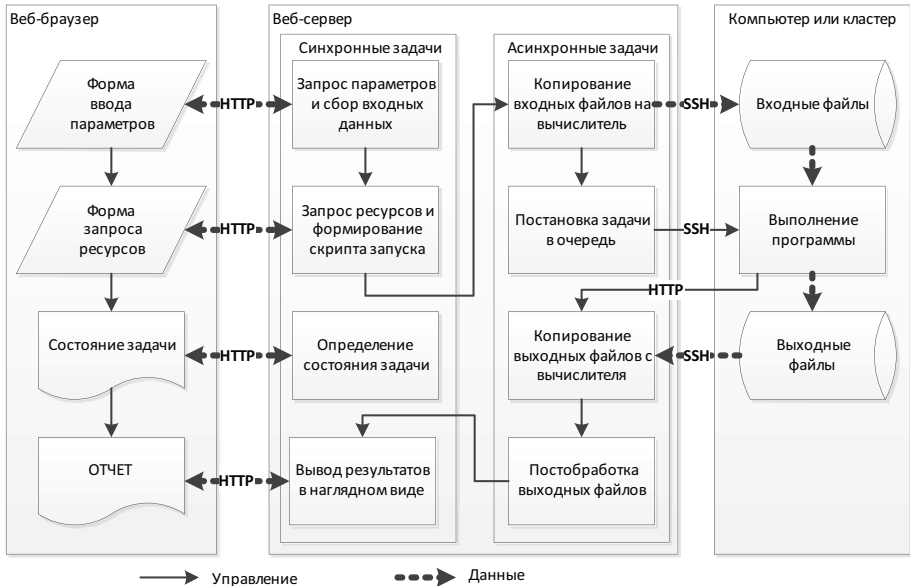 Веб-браузер
Веб-сервер
Компьютер или кластер
Синхронные задачи
Асинхронные задачи
Форма
ввода
параметров
HTTP
Запрос параметров
и сбор входных
данных
Копирование
входных файлов на
вычислитель
SSH
Входные файлы
Форма
запроса
ресурсов
HTTP
Запрос ресурсов и
формирование
скрипта запуска
Постановка задачи
в очередь
SSH
Выполнение
программы
HTTP
Состояние задачи
HTTP
Определение
состояния задачи
Копирование
выходных файлов с
вычислителя
SSH
Выходные
файлы
ОТЧЕТ
HTTP
Вывод результатов
в наглядном виде
Постобработка
выходных файлов
Управление
Данные